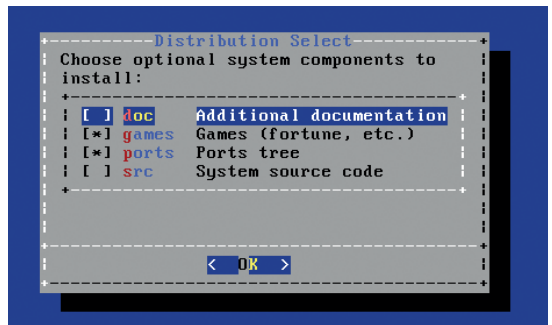 Distribution Select
Choose optional system components to
install:
[ ] doc Additional documentation
[*] games Games (fortune, etc.)
[*] ports Ports tree
[ ] src System source code
< OK >